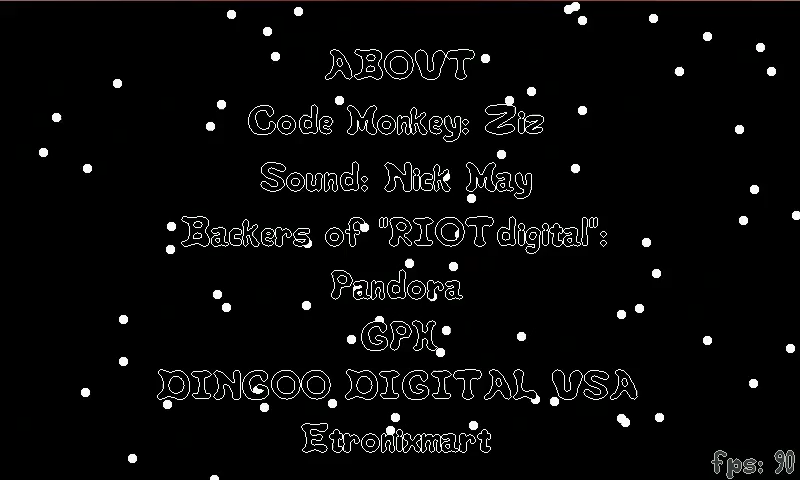 ABOUT
Code Monkey: Ziz
Sound: Nick May
Backers of "RIOTdigital":
Pandora
GPH
DINGOO DIGITAL USA
Etronixmart
fps: 90